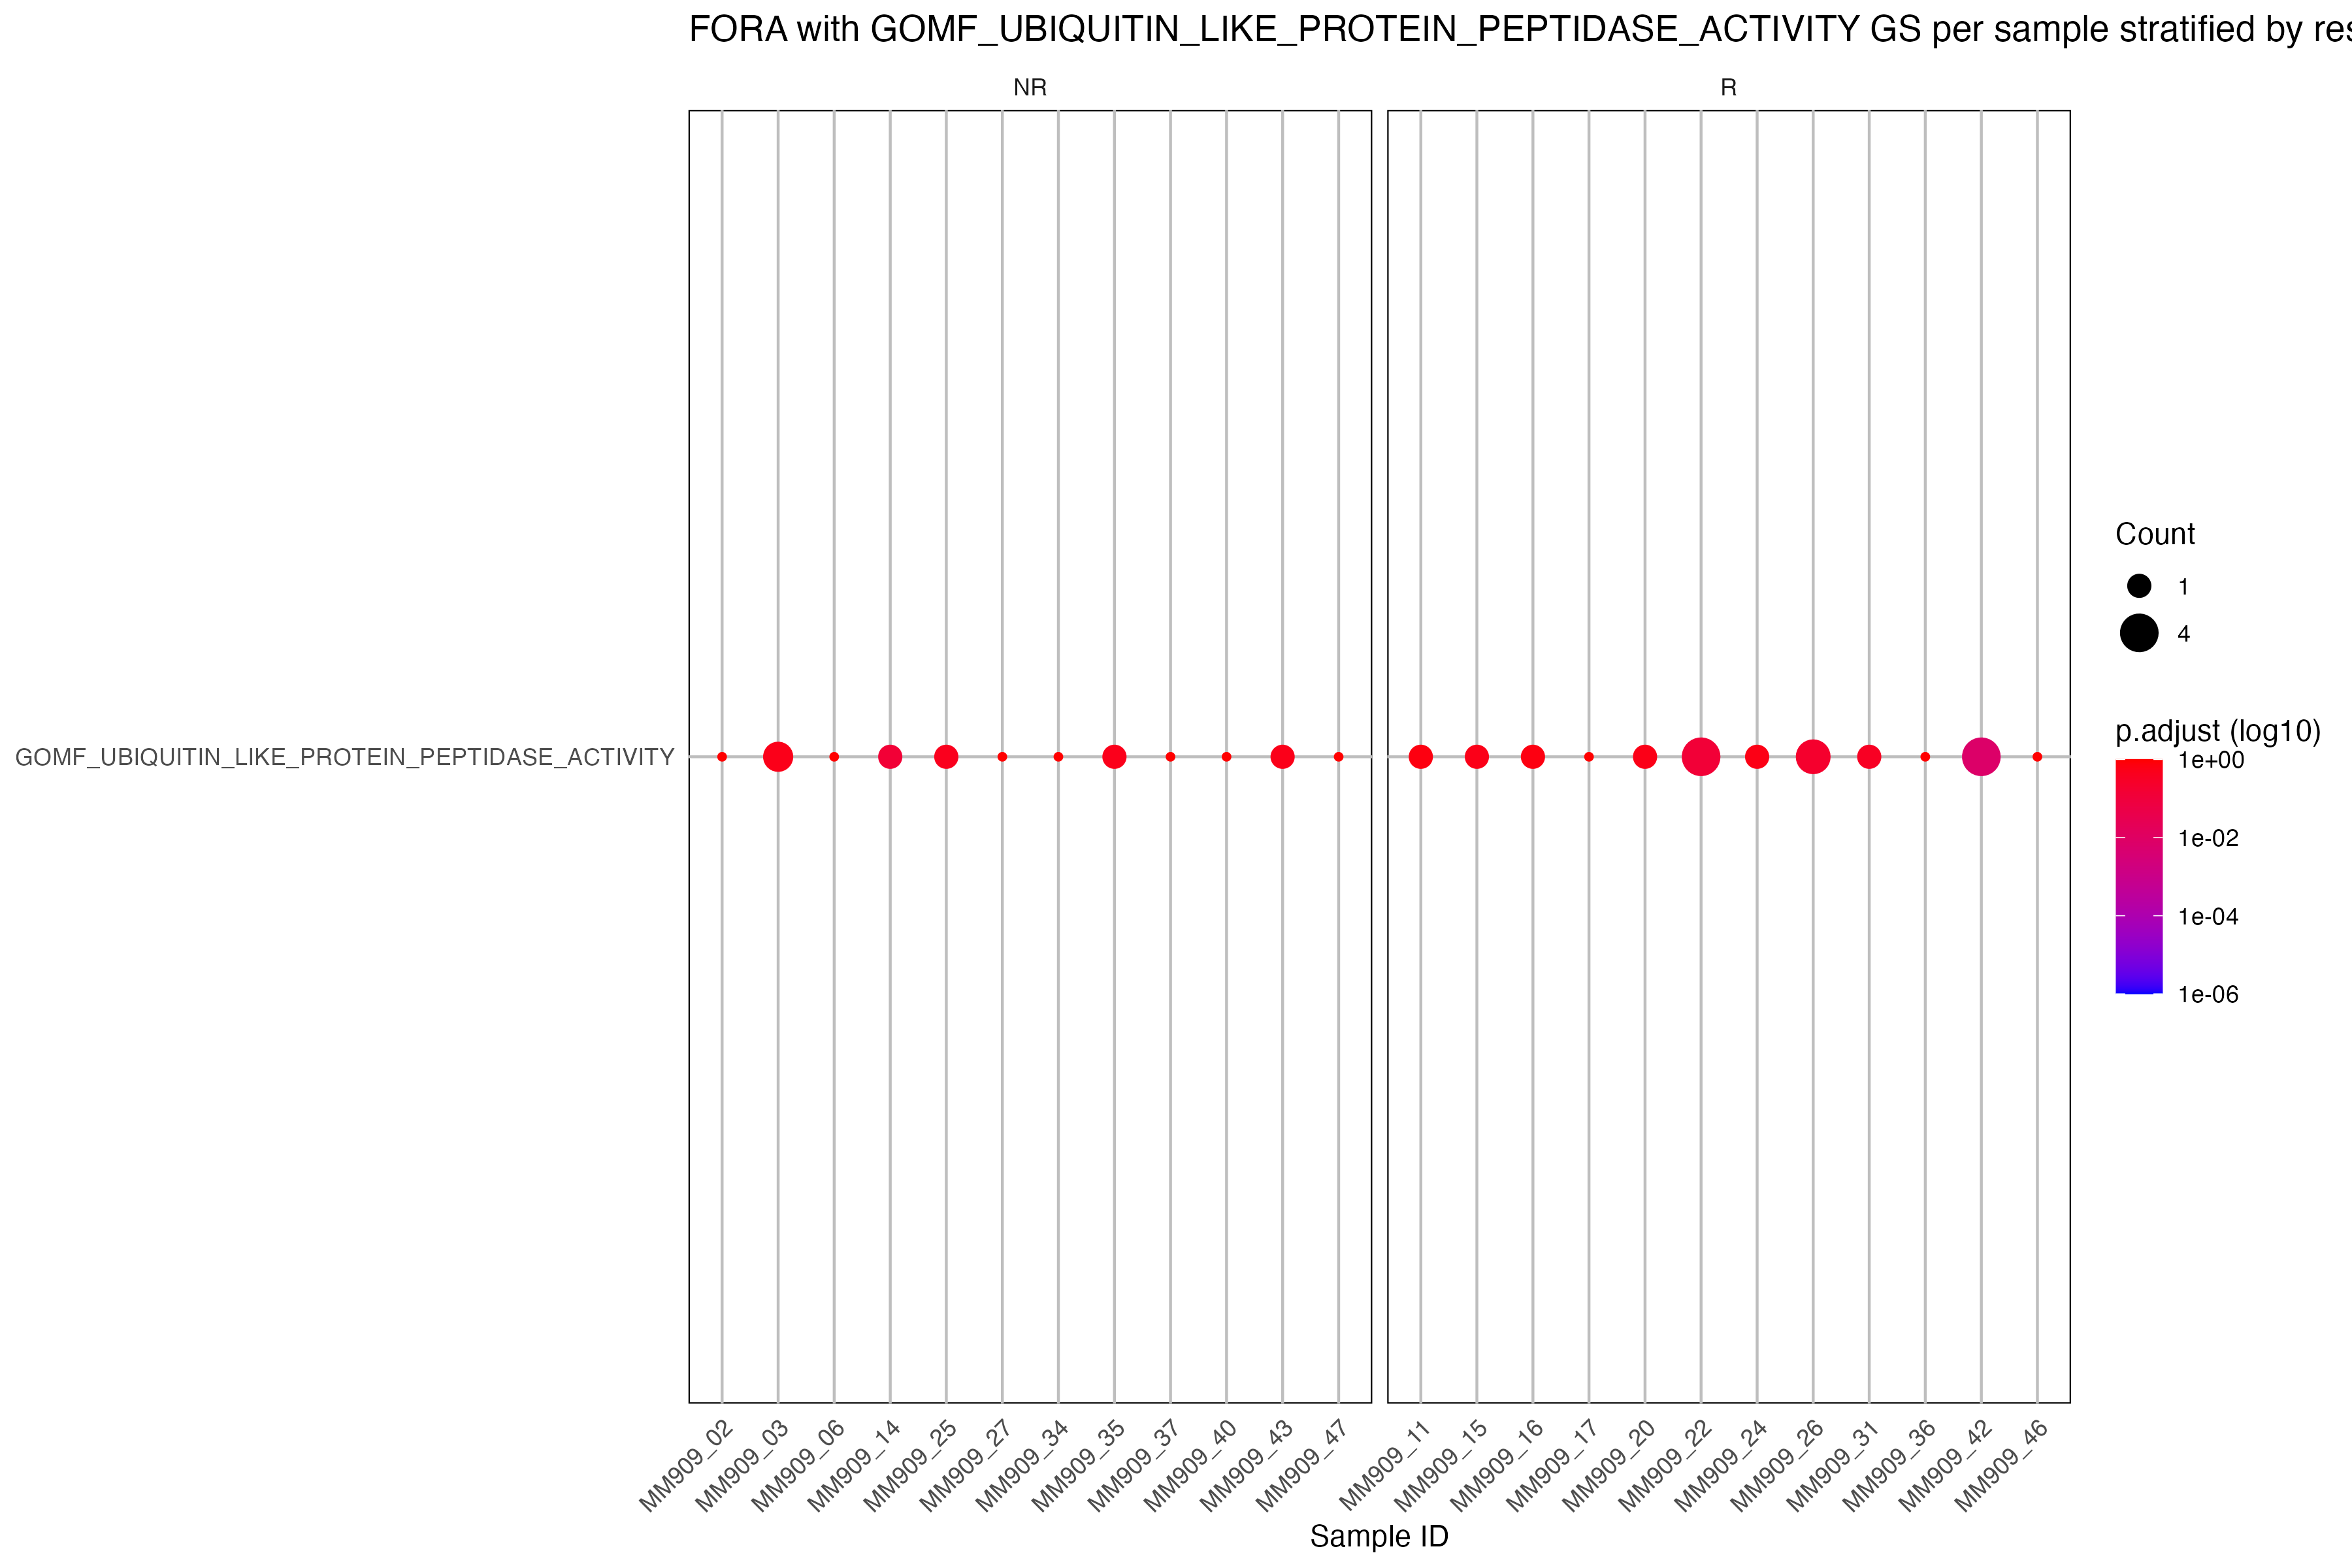 FORA with GOMF_UBIQUITIN_LIKE_PROTEIN_PEPTIDASE_ACTIVITY GS per sample stratified by res
NR
R
GOMF_UBIQUITIN_LIKE_PROTEIN_PEPTIDASE_ACTIVITY
Count
1
4
p.adjust (log10)
1e+00
1e-02
1e-04
1e-06
MM909_02
MM909_03
MM909_06
MM909_14
MM909_25
MM909_27
MM909_34
MM909_35
MM909_37
MM909_40
MM909_43
MM909_47
MM909_11
MM909_15
MM909_16
MM909_17
MM909_20
MM909_22
MM909_24
MM909_26
MM909_31
MM909_36
MM909_42
MM909_46
Sample ID